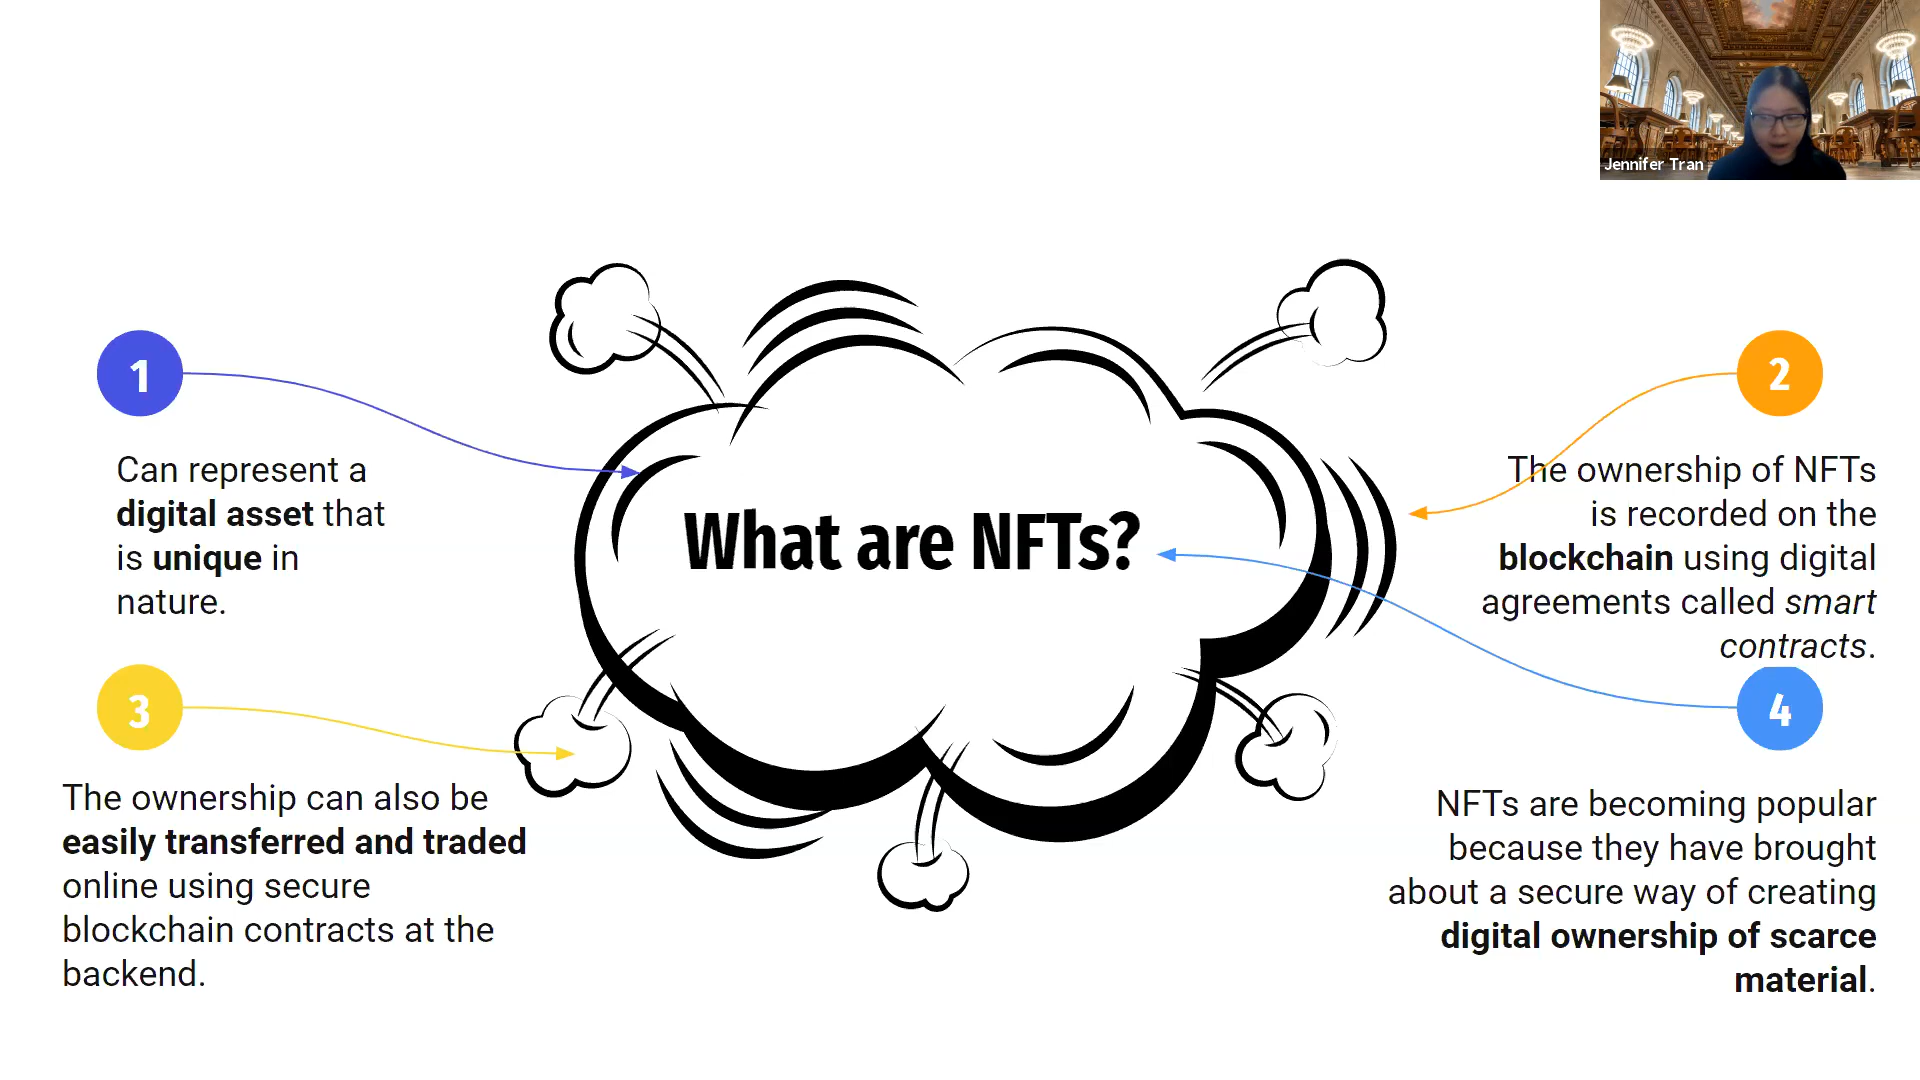 Jennifer Tran
What are NFTs?
1
Can represent a
digital asset that
is unique in
nature.
2
The ownership of NFTs
is recorded on the
blockchain using digital
agreements called smart
contracts.
3
The ownership can also be
easily transferred and traded
online using secure
blockchain contracts at the
backend.
4
NFTs are becoming popular
because they have brought
about a secure way of creating
digital ownership of scarce
material.